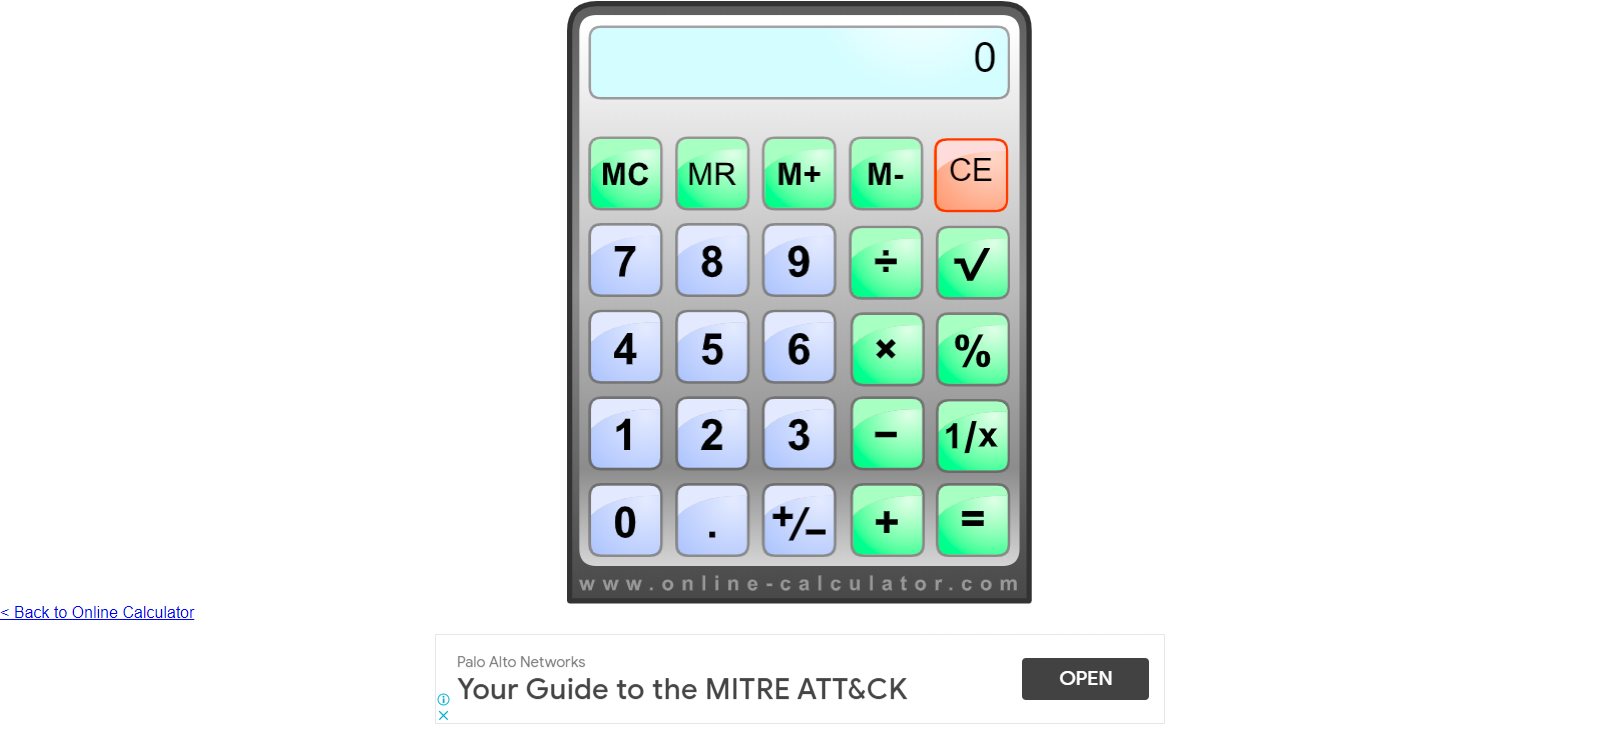 0
MC MR M+ M- CE
7 8 9 ÷ √
4 5 6 × %
1 2 3 − 1/x
0 . +/− + =
www.online-calculator.com
< Back to Online Calculator
Palo Alto Networks
Your Guide to the MITRE ATT&CK
OPEN